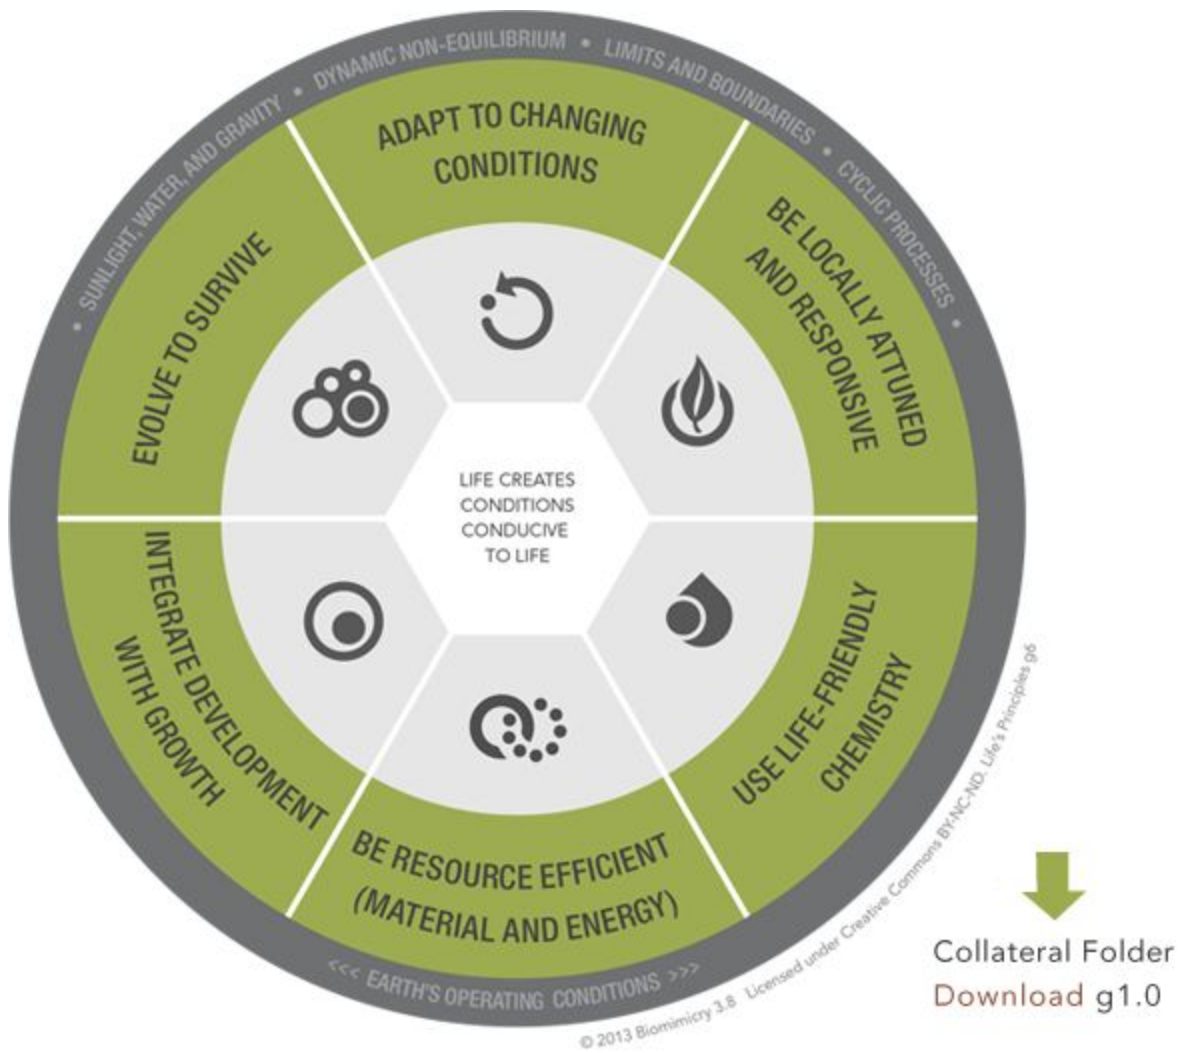 • SUNLIGHT, WATER, AND GRAVITY • DYNAMIC NON-EQUILIBRIUM • LIMITS AND BOUNDARIES • CYCLIC PROCESSES •
ADAPT TO CHANGING
CONDITIONS
BE LOCALLY ATTUNED
AND RESPONSIVE
USE LIFE-FRIENDLY
CHEMISTRY
BE RESOURCE EFFICIENT
(MATERIAL AND ENERGY)
INTEGRATE DEVELOPMENT
WITH GROWTH
EVOLVE TO SURVIVE
LIFE CREATES
CONDITIONS
CONDUCIVE
TO LIFE
<<< EARTH'S OPERATING CONDITIONS >>>
© 2013 Biomimicry 3.8 Licensed under Creative Commons BY-NC-ND. Life's Principles g6
Collateral Folder
Download g1.0